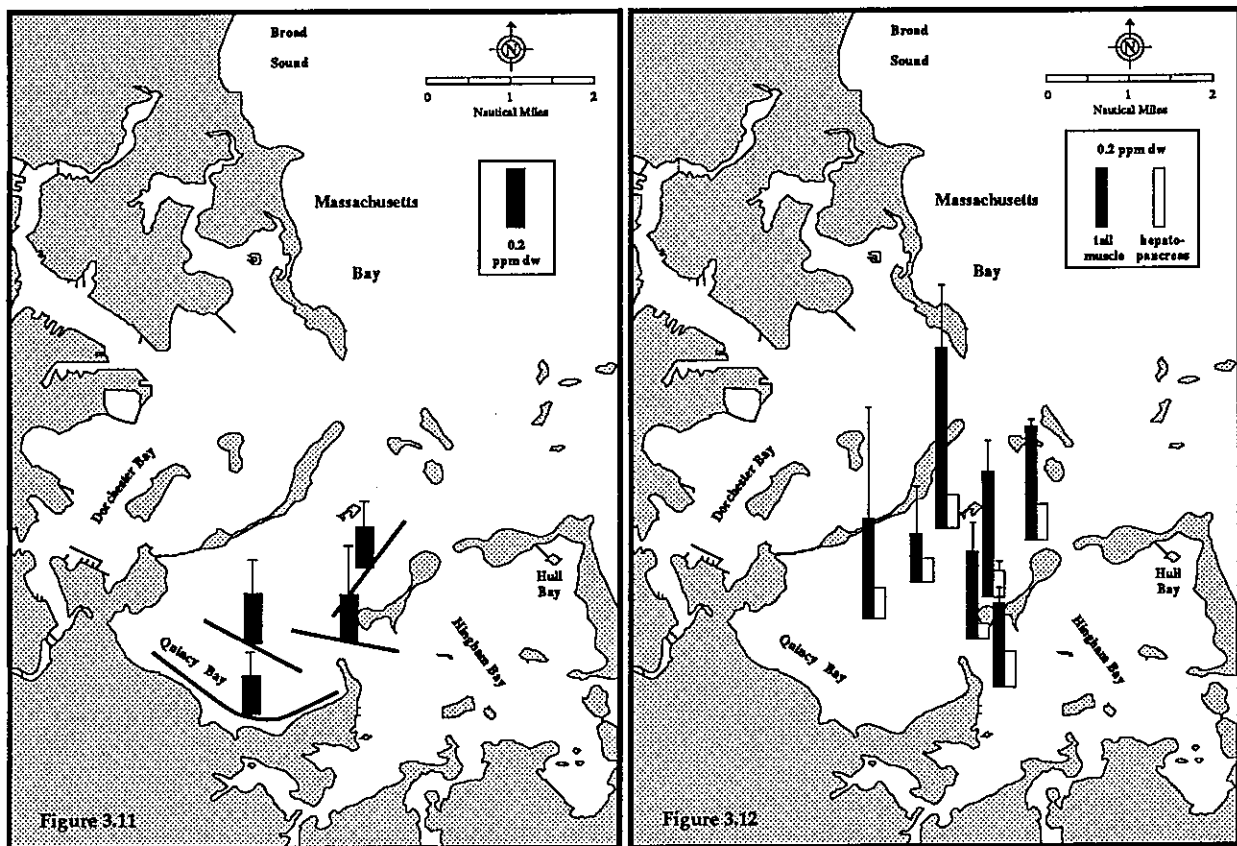 Broad
Sound
N
0 1 2
Nautical Miles
Massachusetts
Bay
0.2
ppm dw
Dorchester Bay
Quincy Bay
Hingham Bay
Hull
Bay
Figure 3.11
Broad
Sound
N
0 1 2
Nautical Miles
0.2 ppm dw
tail
muscle
hepato-
pancreas
Massachusetts
Bay
Dorchester Bay
Quincy Bay
Hingham Bay
Hull
Bay
Figure 3.12